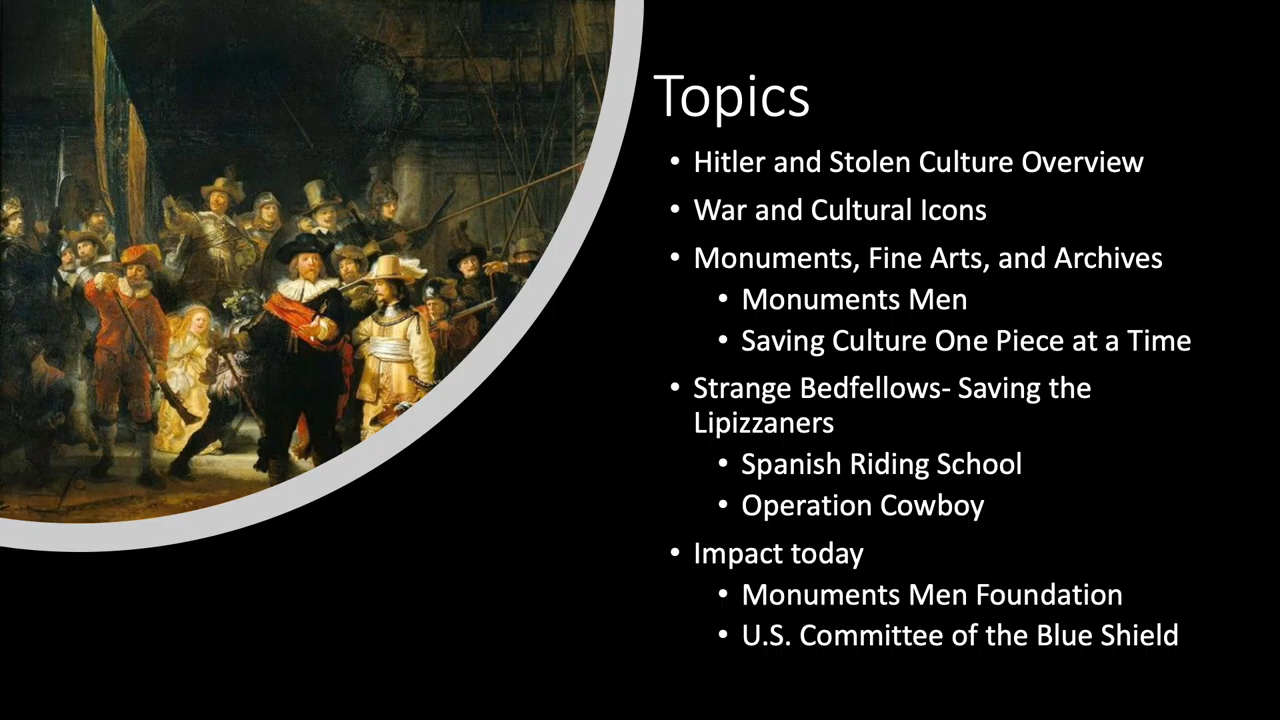 Topics
• Hitler and Stolen Culture Overview
• War and Cultural Icons
• Monuments, Fine Arts, and Archives
• Monuments Men
• Saving Culture One Piece at a Time
• Strange Bedfellows- Saving the
Lipizzaners
• Spanish Riding School
• Operation Cowboy
• Impact today
• Monuments Men Foundation
• U.S. Committee of the Blue Shield